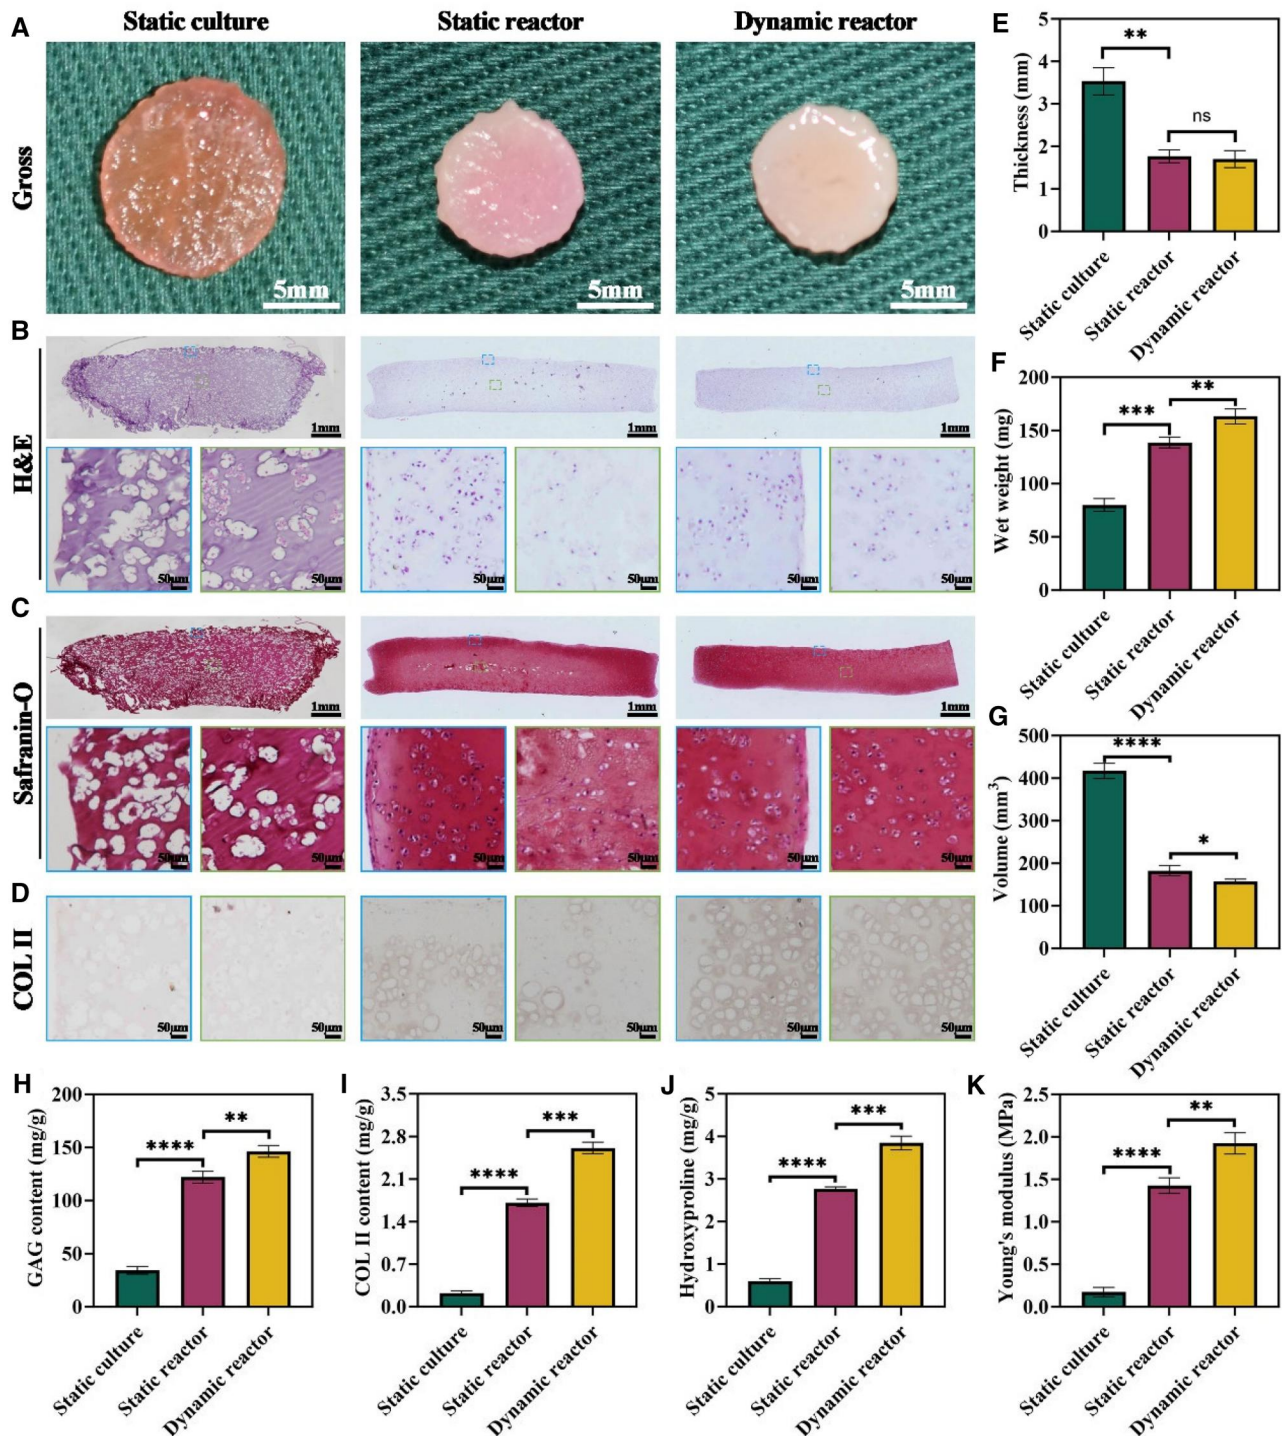 A
Static culture
Static reactor
Dynamic reactor
Gross
5mm
5mm
5mm
B
H&E
1mm
1mm
1mm
50μm
50μm
50μm
50μm
50μm
50μm
C
Safranin-O
1mm
1mm
1mm
50μm
50μm
50μm
50μm
50μm
50μm
D
COL II
50μm
50μm
50μm
50μm
50μm
50μm
E
Thickness (mm)
5
4
3
2
1
0
**
ns
Static culture
Static reactor
Dynamic reactor
F
Wet weight (mg)
200
150
100
50
0
***
**
Static culture
Static reactor
Dynamic reactor
G
Volume (mm³)
500
400
300
200
100
0
****
*
Static culture
Static reactor
Dynamic reactor
H
GAG content (mg/g)
200
150
100
50
0
****
**
Static culture
Static reactor
Dynamic reactor
I
COL II content (mg/g)
3.5
2.8
2.1
1.4
0.7
0.0
****
***
Static culture
Static reactor
Dynamic reactor
J
Hydroxyproline (mg/g)
5
4
3
2
1
0
****
***
Static culture
Static reactor
Dynamic reactor
K
Young's modulus (MPa)
2.5
2.0
1.5
1.0
0.5
0.0
****
**
Static culture
Static reactor
Dynamic reactor